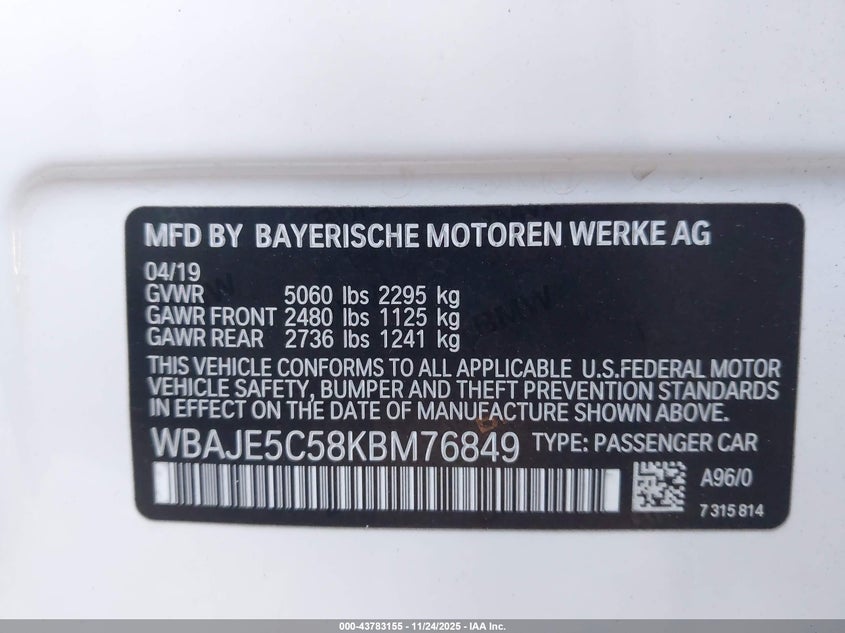 MFD BY BAYERISCHE MOTOREN WERKE AG
04/19
GVWR 5060 lbs 2295 kg
GAWR FRONT 2480 lbs 1125 kg
GAWR REAR 2736 lbs 1241 kg
THIS VEHICLE CONFORMS TO ALL APPLICABLE U.S.FEDERAL MOTOR
VEHICLE SAFETY, BUMPER AND THEFT PREVENTION STANDARDS
IN EFFECT ON THE DATE OF MANUFACTURE SHOWN ABOVE.
WBAJE5C58KBM76849 TYPE: PASSENGER CAR
A96/0
7 315 814
000-43783155 - 11/24/2025 - IAA Inc.